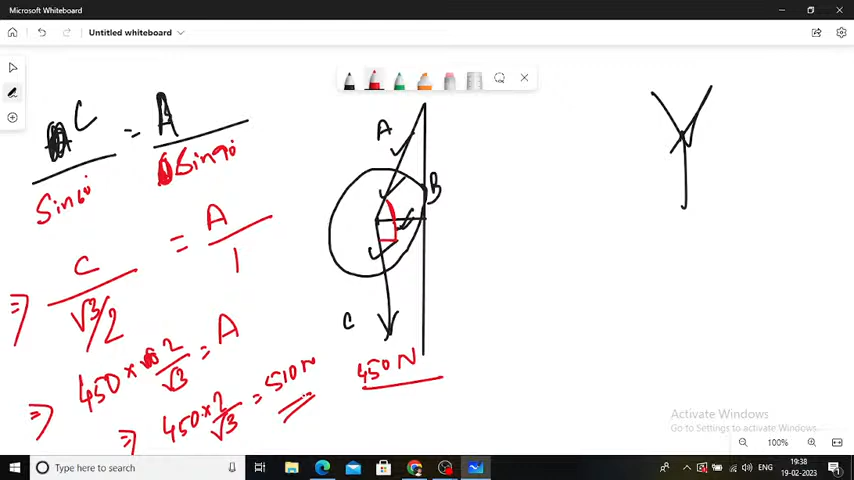 Microsoft Whiteboard
Untitled whiteboard
C / Sin60 = A / Sin90
⇒ C / √3/2 = A / 1
⇒ 450 × 2/√3 = A
⇒ 450 × 2/√3 = 510 N
A
B
C
450 N
Activate Windows
Go to Settings to activate Windows.
100%
Type here to search
ENG
19:38
19-02-2023